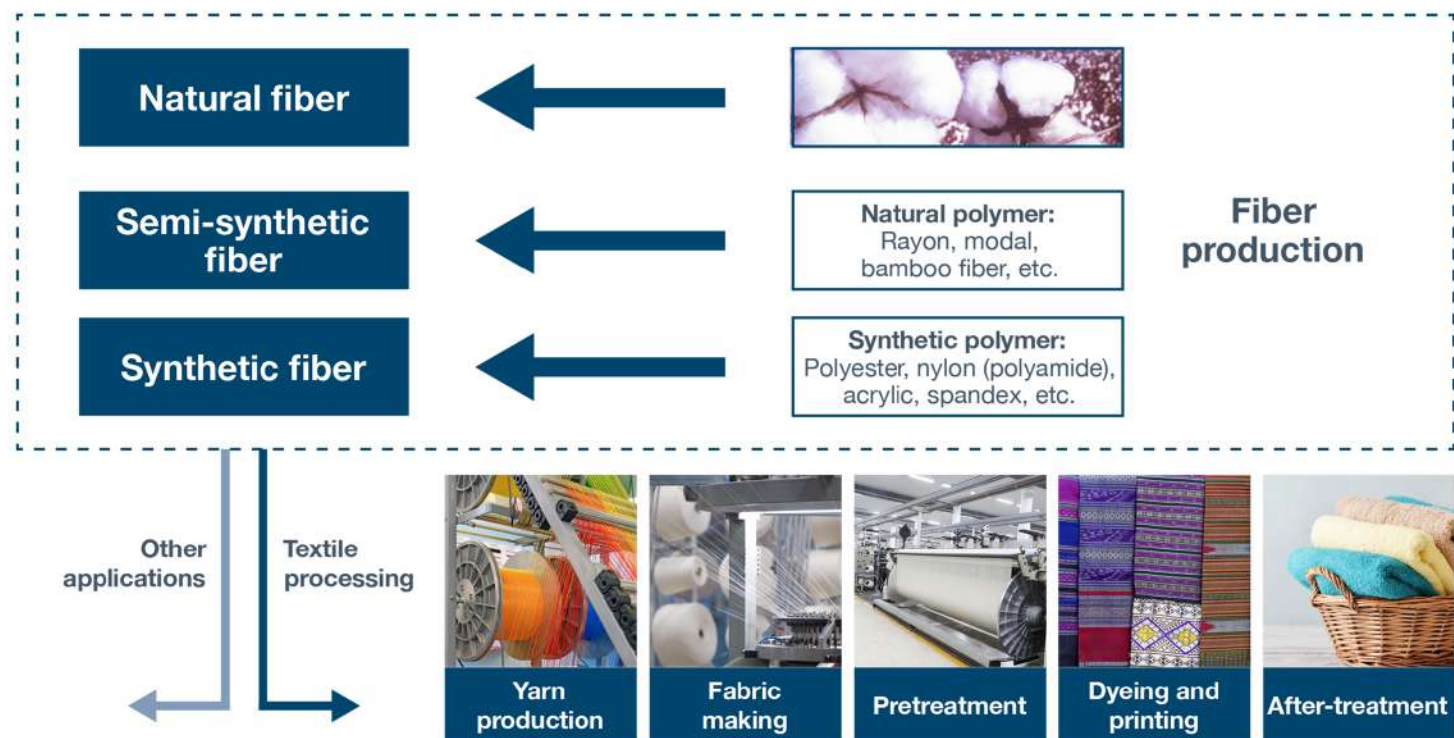 Natural fiber
Semi-synthetic
fiber
Natural polymer:
Rayon, modal,
bamboo fiber, etc.
Fiber
production
Synthetic fiber
Synthetic polymer:
Polyester, nylon (polyamide),
acrylic, spandex, etc.
Other
applications
Textile
processing
Yarn
production
Fabric
making
Pretreatment
Dyeing and
printing
After-treatment